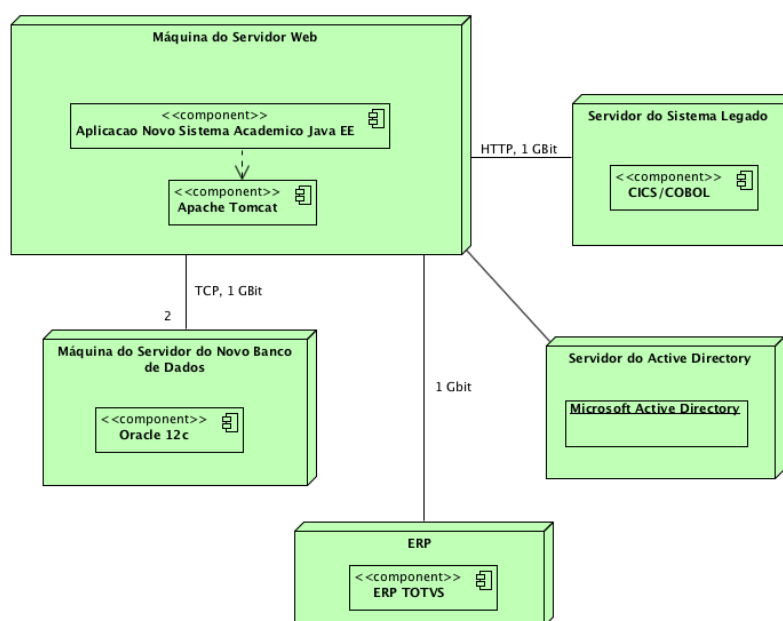 Máquina do Servidor Web
<<component>>
Aplicacao Novo Sistema Academico Java EE
<<component>>
Apache Tomcat
HTTP, 1 GBit
Servidor do Sistema Legado
<<component>>
CICS/COBOL
TCP, 1 GBit
2
Máquina do Servidor do Novo Banco
de Dados
<<component>>
Oracle 12c
1 Gbit
Servidor do Active Directory
Microsoft Active Directory
ERP
<<component>>
ERP TOTVS